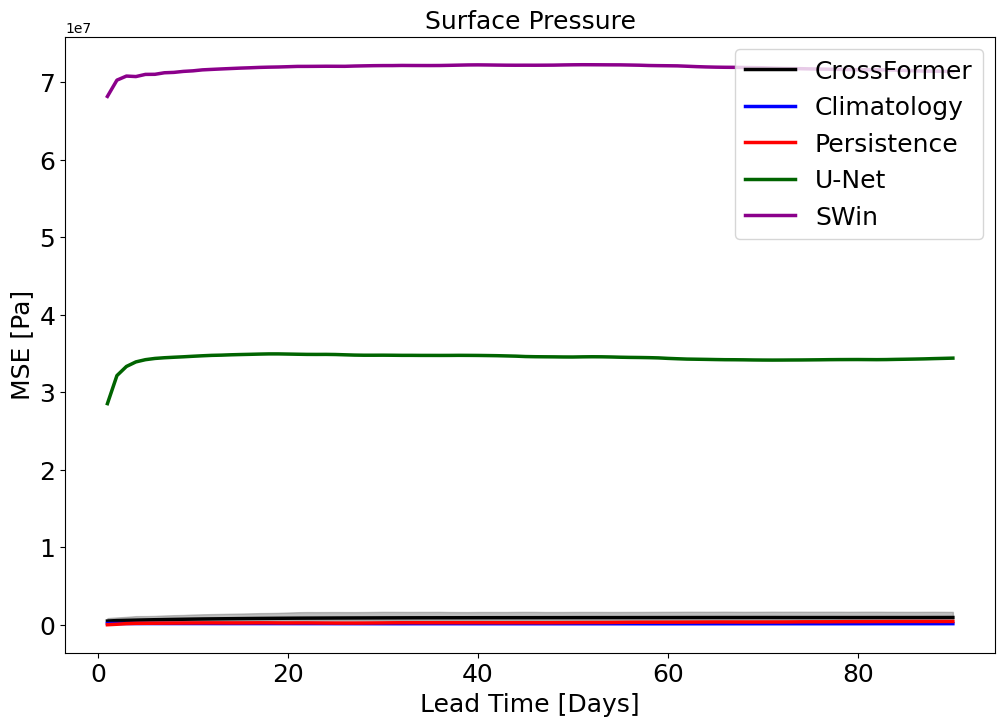 Surface Pressure
1e7
7
6
5
4
3
2
1
0
MSE [Pa]
CrossFormer
Climatology
Persistence
U-Net
SWin
0 20 40 60 80
Lead Time [Days]